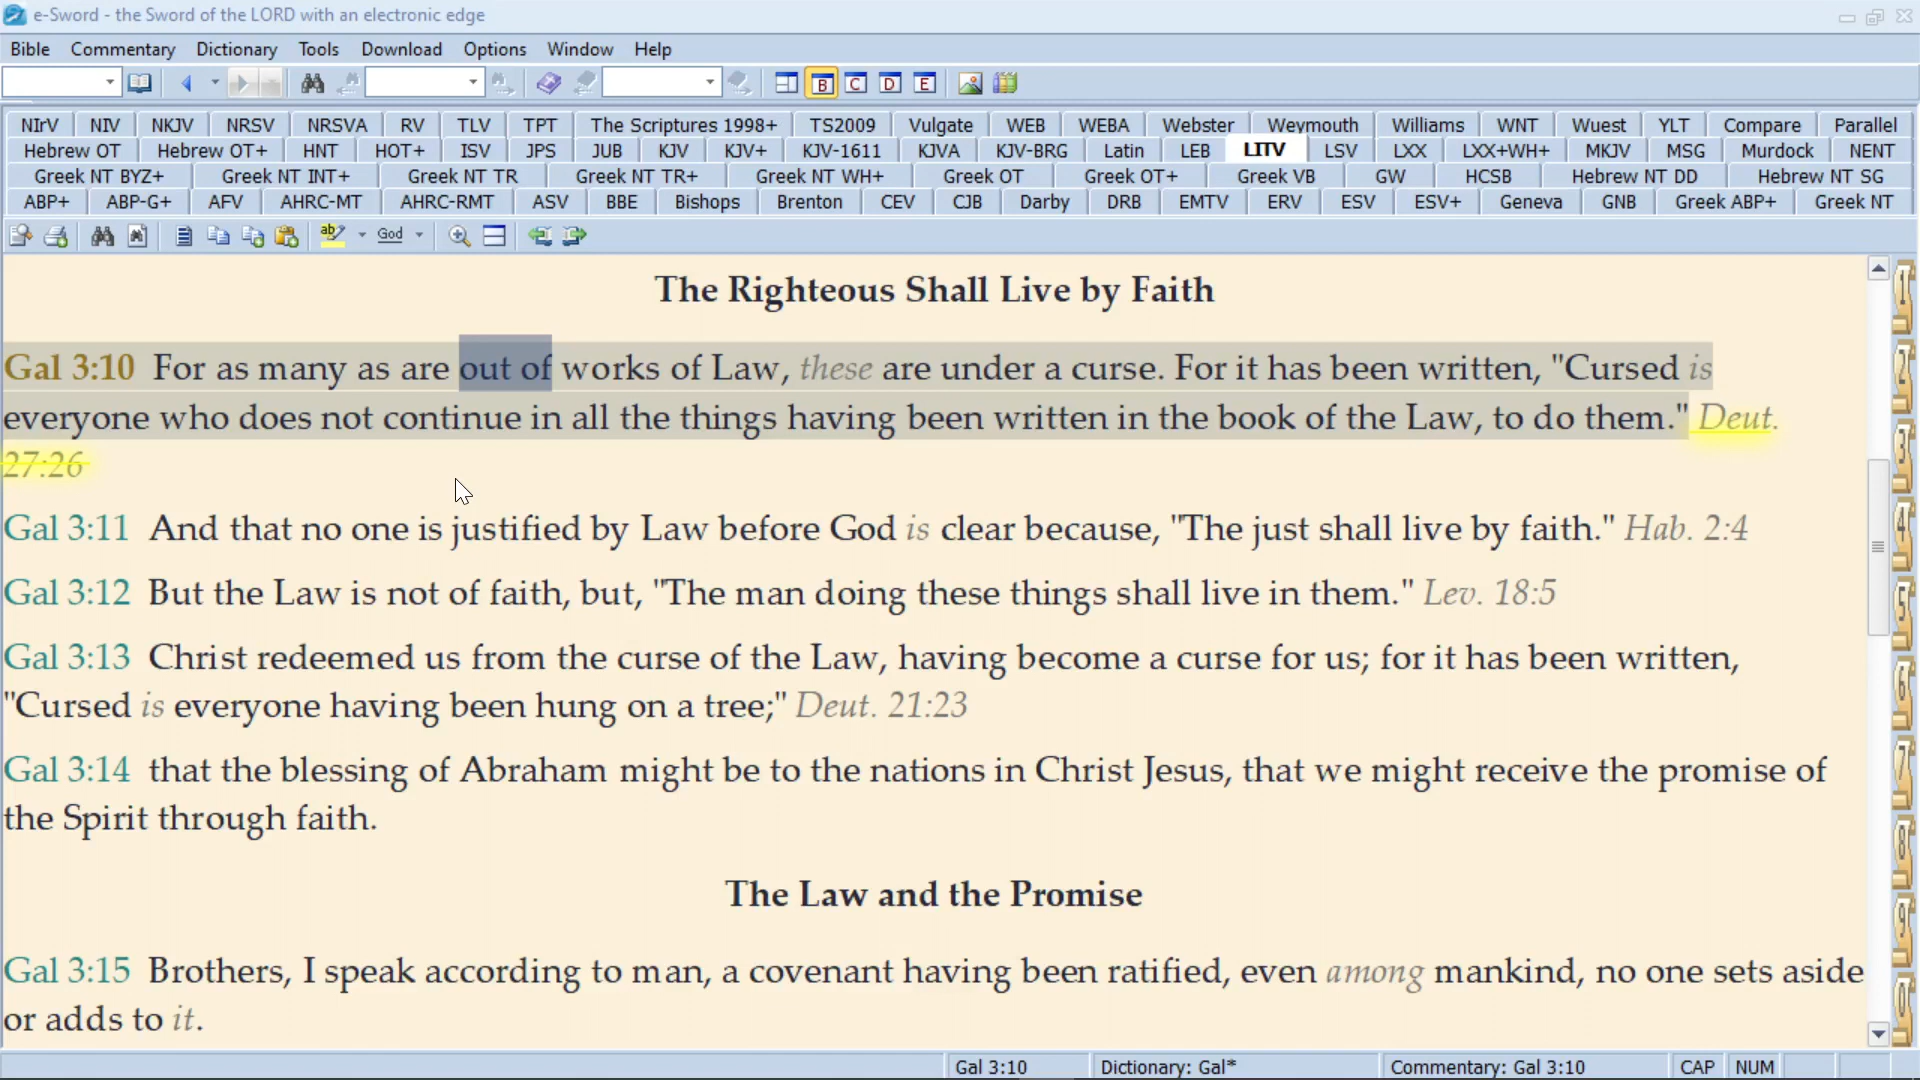 e-Sword - the Sword of the LORD with an electronic edge
Bible Commentary Dictionary Tools Download Options Window Help
B C D E
NIrV NIV NKJV NRSV NRSVA RV TLV TPT The Scriptures 1998+ TS2009 Vulgate WEB WEBA Webster Weymouth Williams WNT Wuest YLT Compare Parallel
Hebrew OT Hebrew OT+ HNT HOT+ ISV JPS JUB KJV KJV+ KJV-1611 KJVA KJV-BRG Latin LEB LITV LSV LXX LXX+WH+ MKJV MSG Murdock NENT
Greek NT BYZ+ Greek NT INT+ Greek NT TR Greek NT TR+ Greek NT WH+ Greek OT Greek OT+ Greek VB GW HCSB Hebrew NT DD Hebrew NT SG
ABP+ ABP-G+ AFV AHRC-MT AHRC-RMT ASV BBE Bishops Brenton CEV CJB Darby DRB EMTV ERV ESV ESV+ Geneva GNB Greek ABP+ Greek NT
ab God
The Righteous Shall Live by Faith
Gal 3:10 For as many as are out of works of Law, these are under a curse. For it has been written, "Cursed is
everyone who does not continue in all the things having been written in the book of the Law, to do them." Deut.
27:26
Gal 3:11 And that no one is justified by Law before God is clear because, "The just shall live by faith." Hab. 2:4
Gal 3:12 But the Law is not of faith, but, "The man doing these things shall live in them." Lev. 18:5
Gal 3:13 Christ redeemed us from the curse of the Law, having become a curse for us; for it has been written,
"Cursed is everyone having been hung on a tree;" Deut. 21:23
Gal 3:14 that the blessing of Abraham might be to the nations in Christ Jesus, that we might receive the promise of
the Spirit through faith.
The Law and the Promise
Gal 3:15 Brothers, I speak according to man, a covenant having been ratified, even among mankind, no one sets aside
or adds to it.
1
2
3
4
5
6
7
8
9
0
Gal 3:10 Dictionary: Gal* Commentary: Gal 3:10 CAP NUM